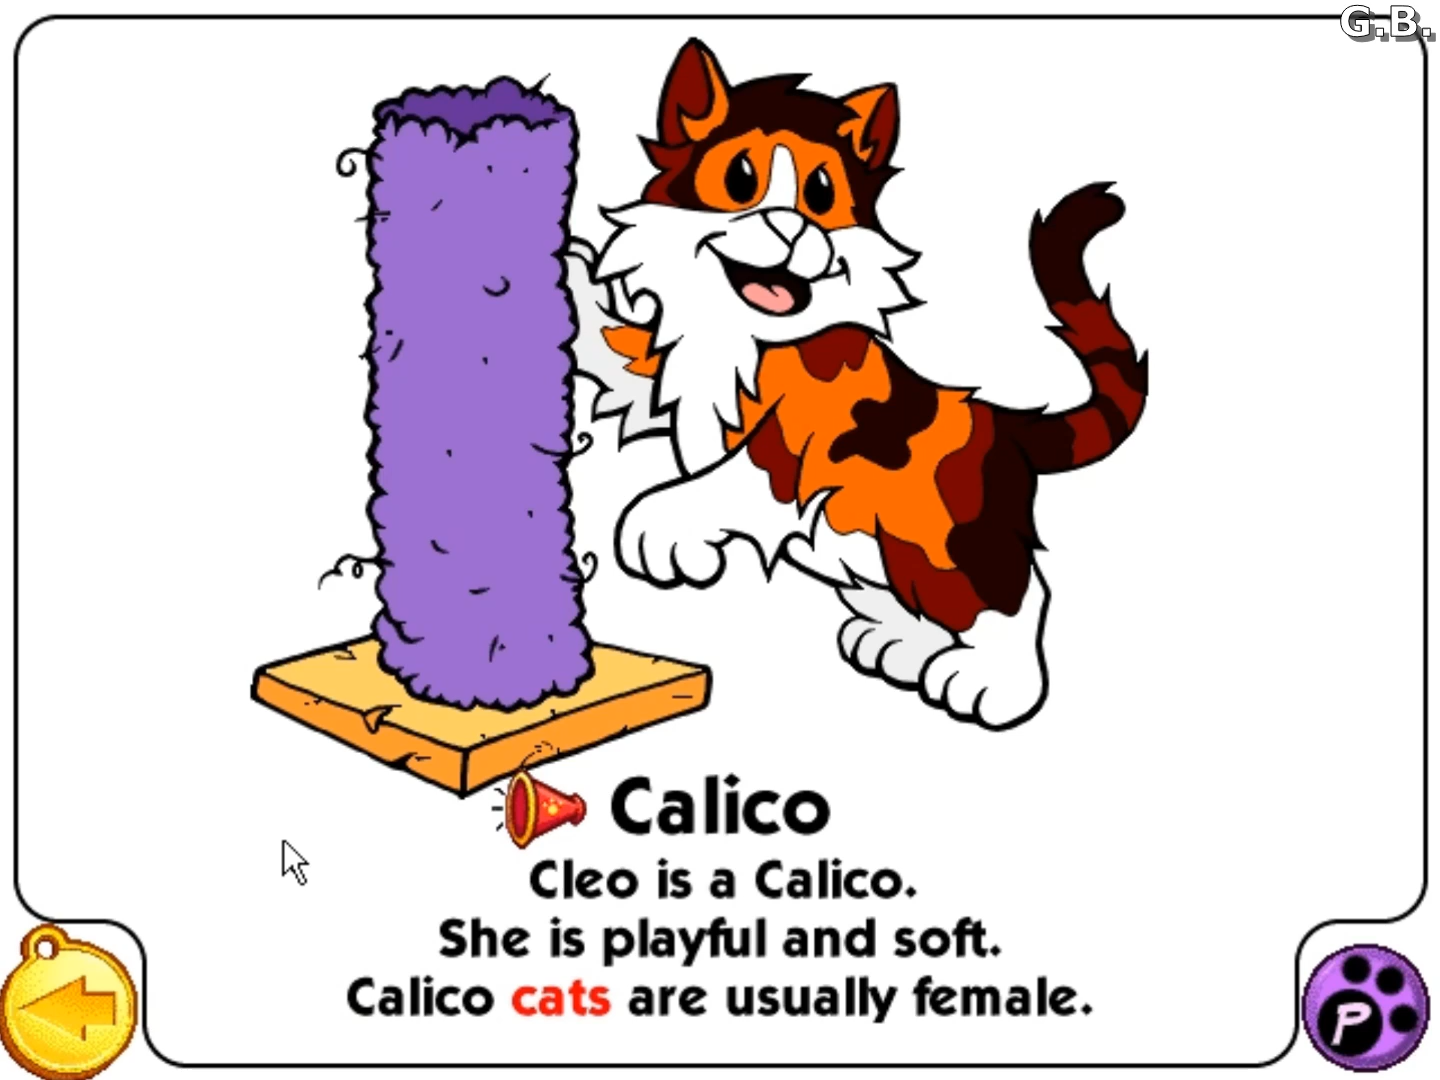 G.B.
Calico
Cleo is a Calico.
She is playful and soft.
Calico cats are usually female.
P